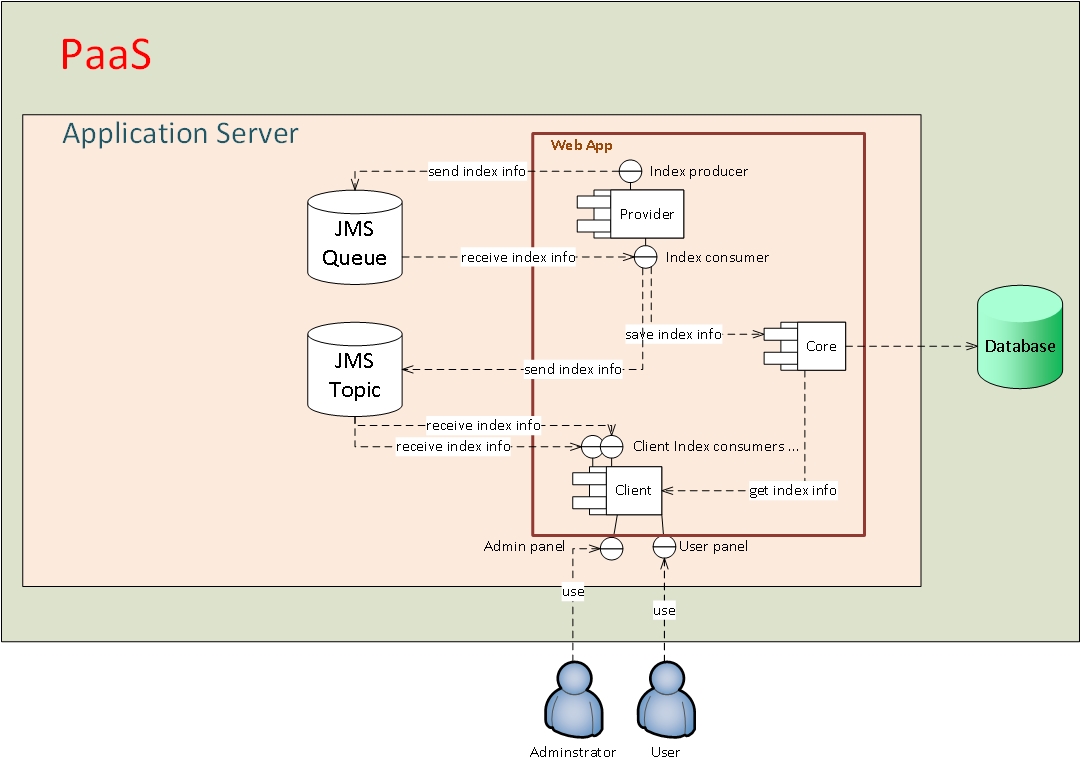 PaaS
Application Server
Web App
send index info
Index producer
Provider
JMS
Queue
receive index info
Index consumer
save index info
Core
Database
JMS
Topic
send index info
receive index info
receive index info
Client Index consumers ...
Client
get index info
Admin panel
User panel
use
use
Adminstrator
User